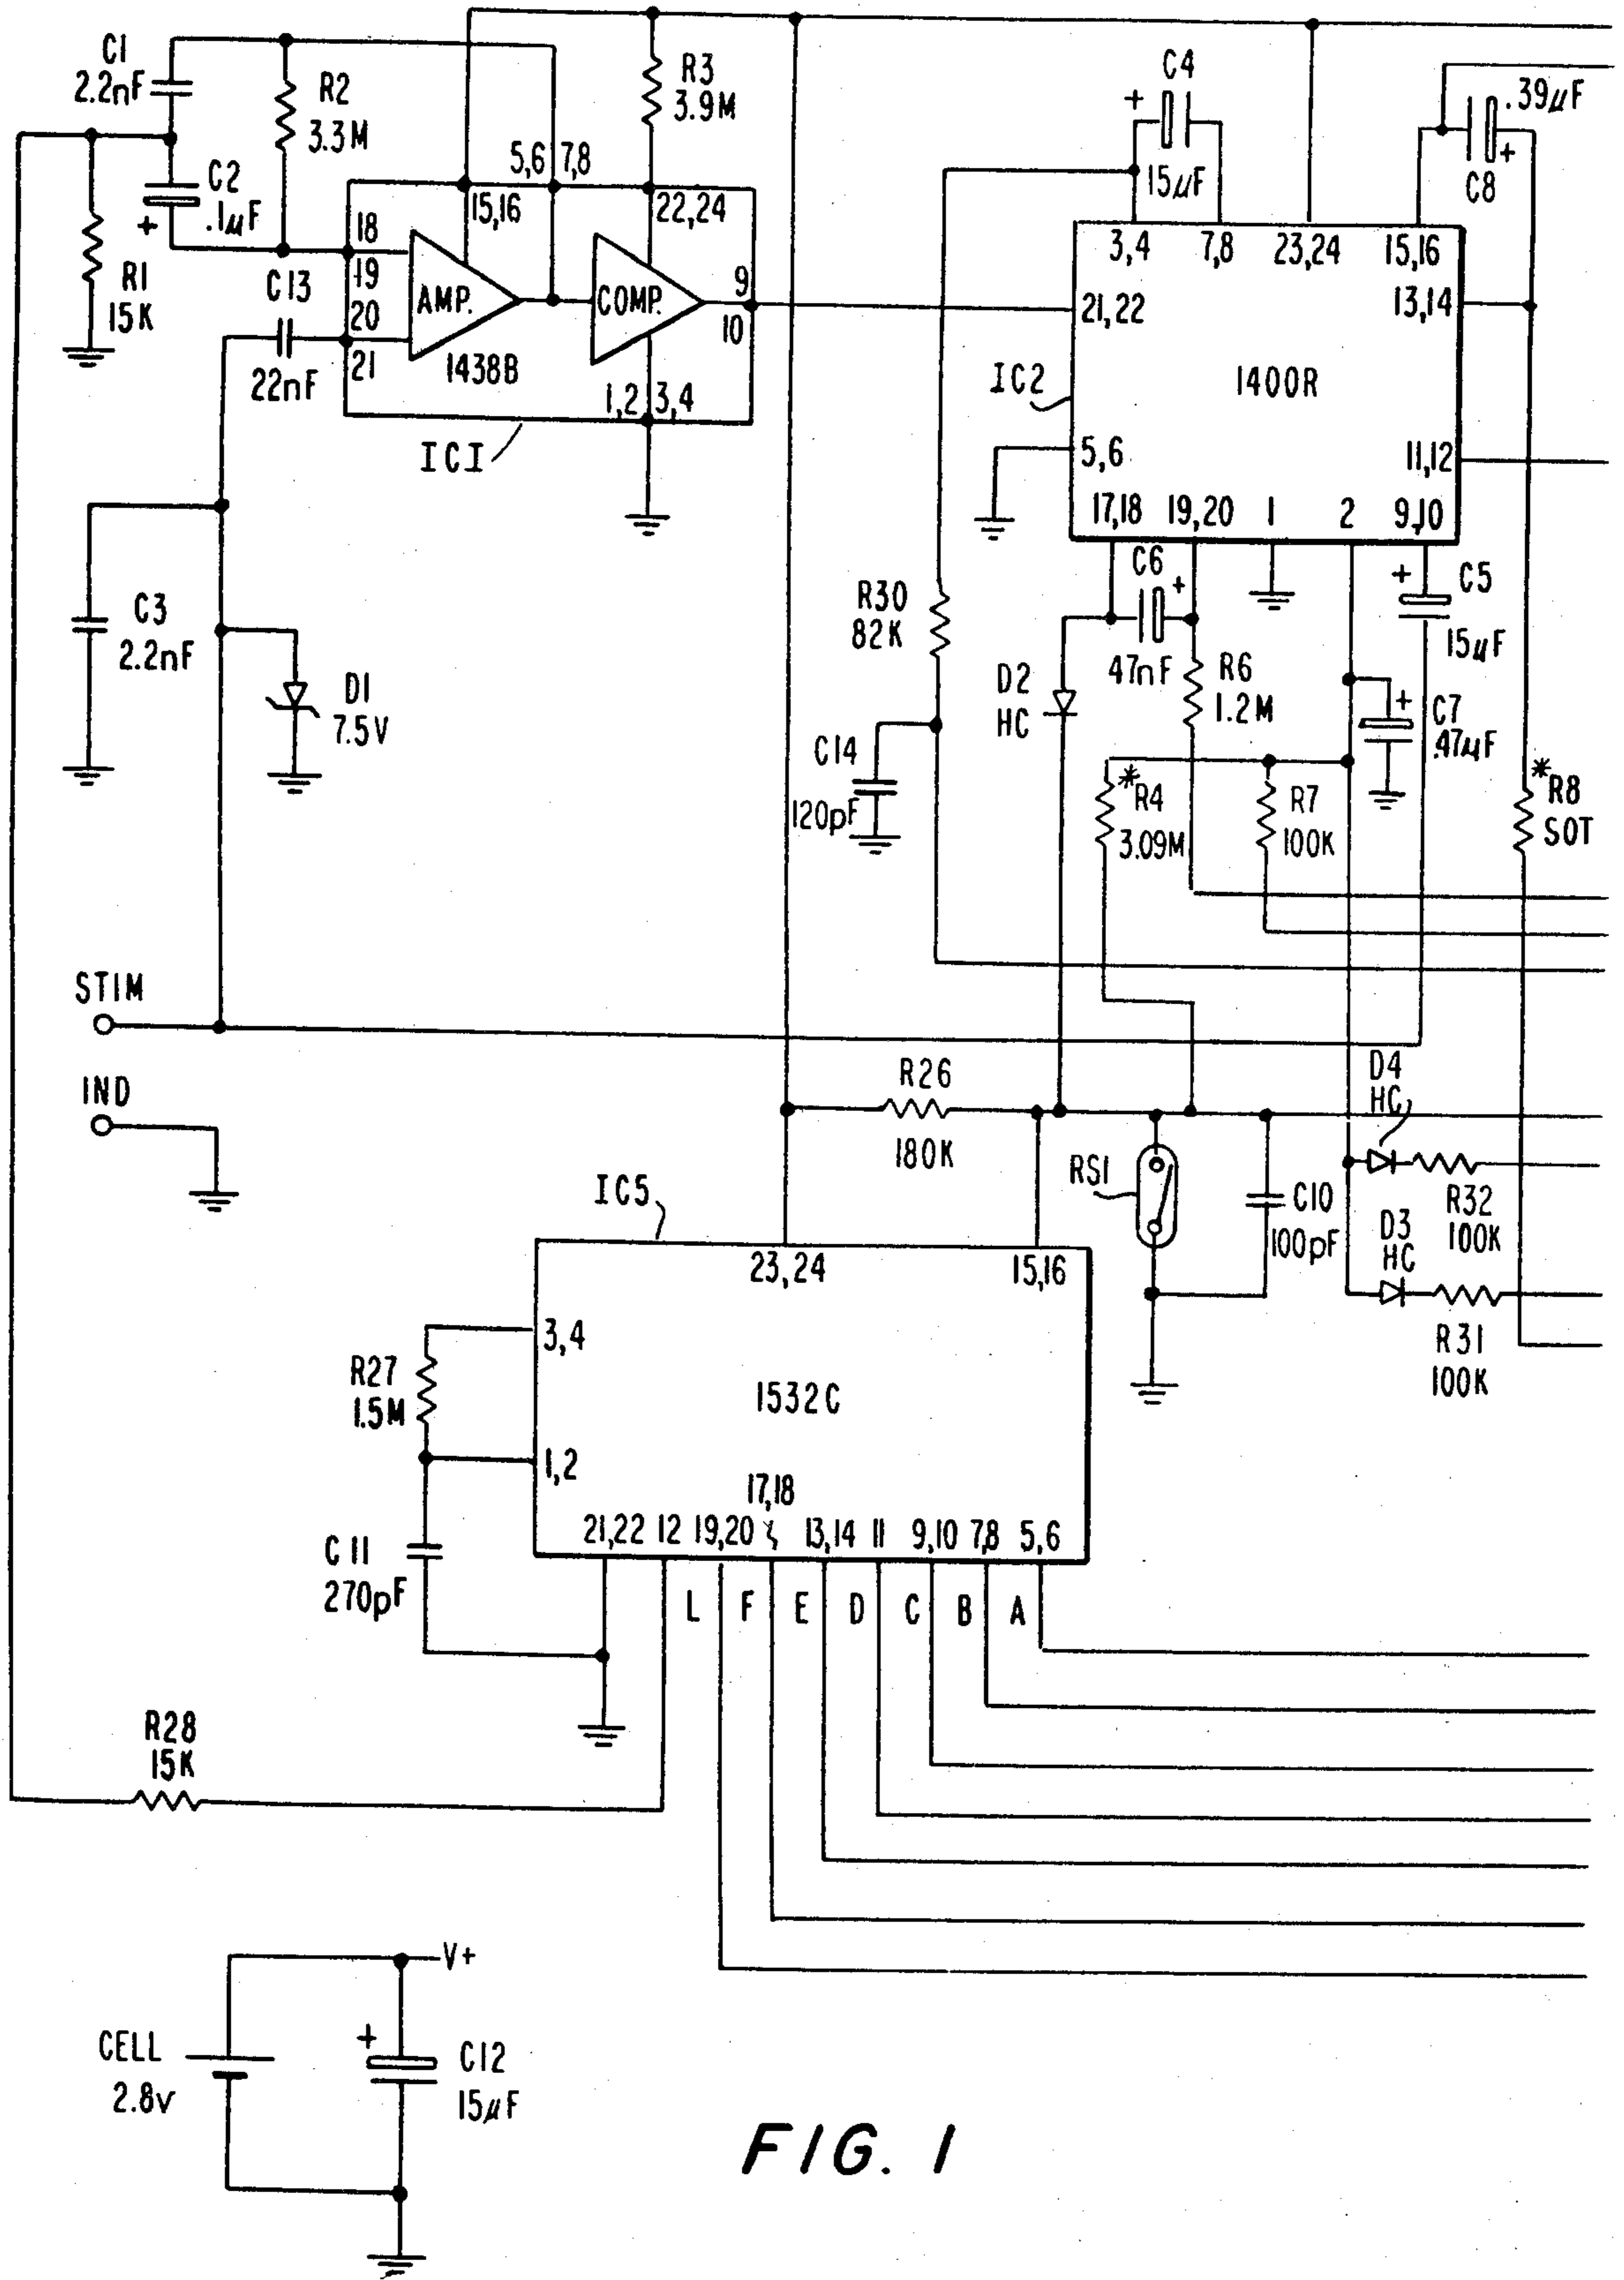 C1
2.2nF
R2
3.3M
R3
3.9M
C4
+
15μF
.39μF
+
C8
C2
.1μF
+
R1
15K
C13
22nF
5,6 7,8
15,16
22,24
18
19
20
21
AMP.
COMP.
1438B
9
10
1,2 3,4
IC1
3,4 7,8 23,24 15,16
21,22
13,14
IC2
1400R
5,6
11,12
17,18 19,20 1 2 9,10
C3
2.2nF
D1
7.5V
R30
82K
C14
120pF
D2
HC
C6
+
47nF
R6
1.2M
+
C5
15μF
+
C7
.47μF
*R4
3.09M
R7
100K
*R8
SOT
STIM
IND
R26
180K
D4
HC
RS1
C10
100pF
R32
100K
D3
HC
R31
100K
IC5
23,24
15,16
3,4
R27
1.5M
1532C
1,2
17,18
21,22 12 19,20 13,14 11 9,10 7,8 5,6
C11
270pF
L F E D C B A
R28
15K
V+
CELL
2.8v
+
C12
15μF
FIG. 1